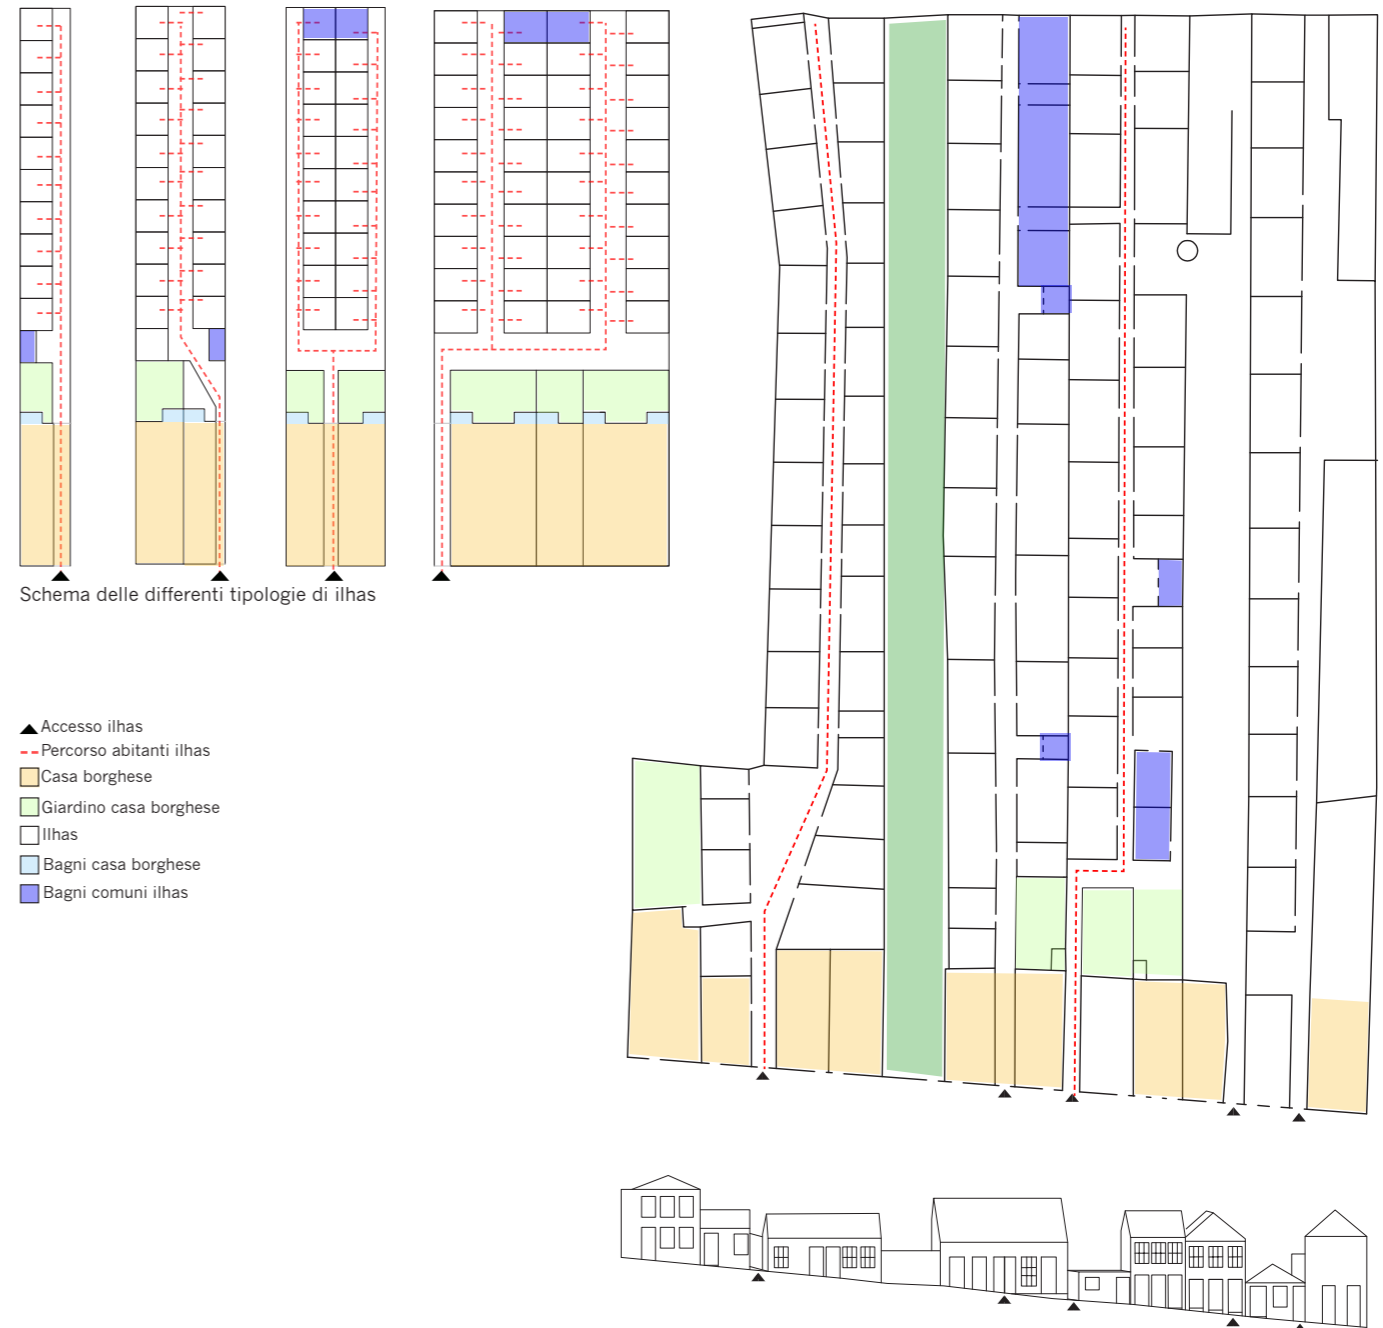 Schema delle differenti tipologie di ilhas
Accesso ilhas
Percorso abitanti ilhas
Casa borghese
Giardino casa borghese
Ilhas
Bagni casa borghese
Bagni comuni ilhas